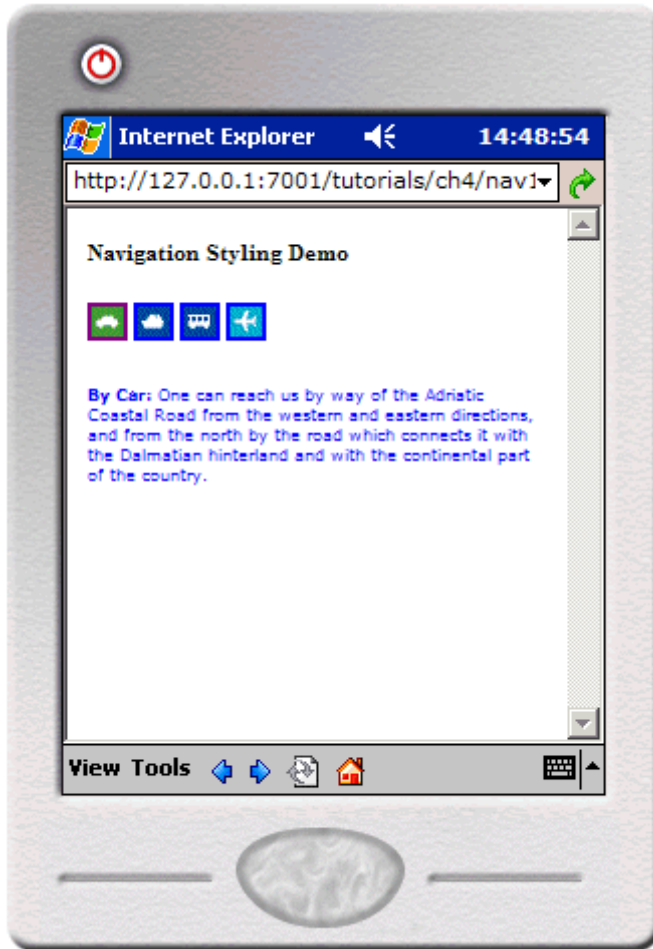 Internet Explorer 14:48:54
http://127.0.0.1:7001/tutorials/ch4/nav1
Navigation Styling Demo
By Car: One can reach us by way of the Adriatic
Coastal Road from the western and eastern directions,
and from the north by the road which connects it with
the Dalmatian hinterland and with the continental part
of the country.
View Tools